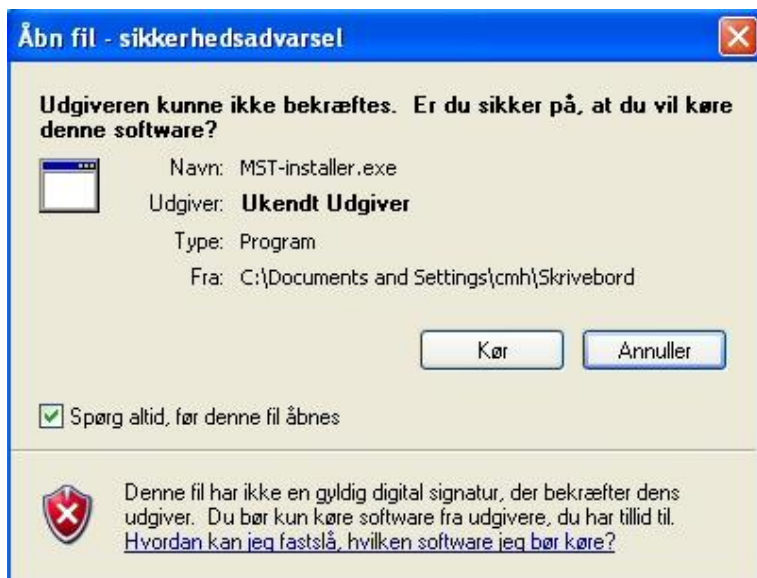 Åbn fil - sikkerhedsadvarsel
Udgiveren kunne ikke bekræftes. Er du sikker på, at du vil køre
denne software?
Navn: MST-installer.exe
Udgiver: Ukendt Udgiver
Type: Program
Fra: C:\Documents and Settings\cmh\Skrivebord
Kør Annuller
Spørg altid, før denne fil åbnes
Denne fil har ikke en gyldig digital signatur, der bekræfter dens
udgiver. Du bør kun køre software fra udgivere, du har tillid til.
Hvordan kan jeg fastslå, hvilken software jeg bør køre?